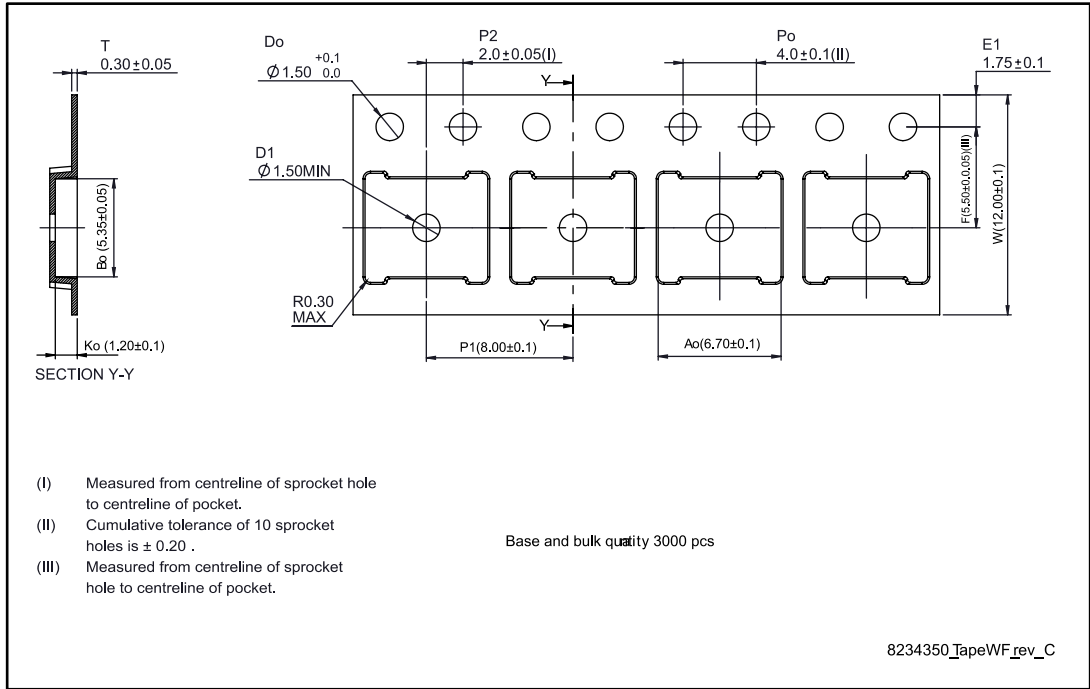 T
0.30±0.05
Do
Ø1.50 +0.1 0.0
P2
2.0±0.05(I)
Po
4.0±0.1(II)
E1
1.75±0.1
Y
D1
Ø1.50MIN
Bo (5.35±0.05)
F(5.50±0.0.05)(III)
W(12.00±0.1)
R0.30
MAX
Y
Ko (1.20±0.1)
P1(8.00±0.1)
Ao(6.70±0.1)
SECTION Y-Y
(I) Measured from centreline of sprocket hole
to centreline of pocket.
(II) Cumulative tolerance of 10 sprocket
holes is ± 0.20 .
(III) Measured from centreline of sprocket
hole to centreline of pocket.
Base and bulk quatity 3000 pcs
8234350_TapeWF_rev_C